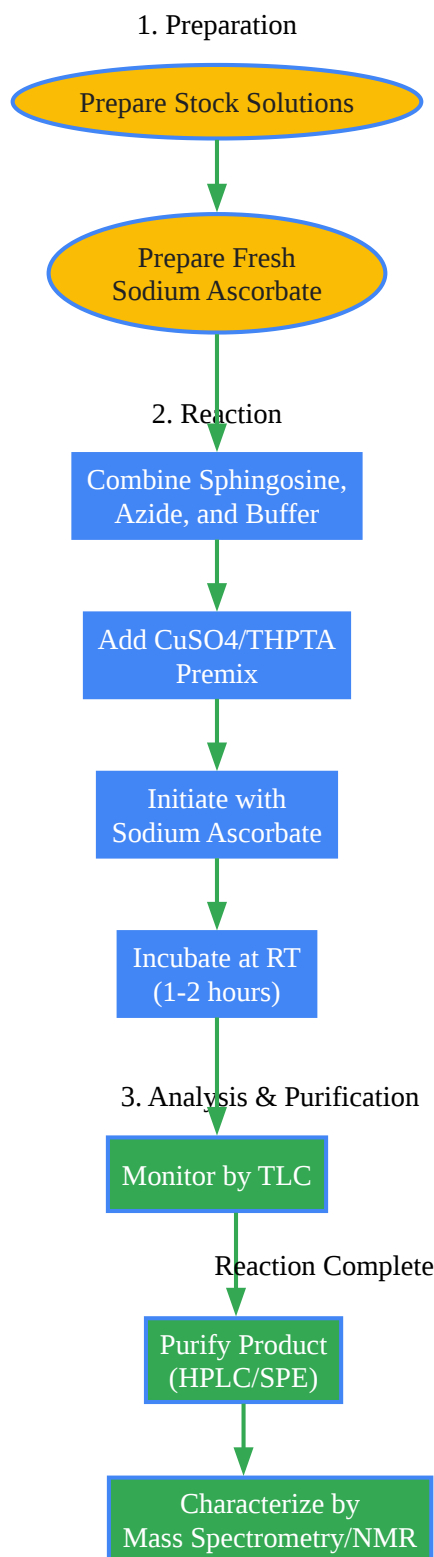 1. Preparation
Prepare Stock Solutions
Prepare Fresh
Sodium Ascorbate
2. Reaction
Combine Sphingosine,
Azide, and Buffer
Add CuSO4/THPTA
Premix
Initiate with
Sodium Ascorbate
Incubate at RT
(1-2 hours)
3. Analysis & Purification
Monitor by TLC
Reaction Complete
Purify Product
(HPLC/SPE)
Characterize by
Mass Spectrometry/NMR